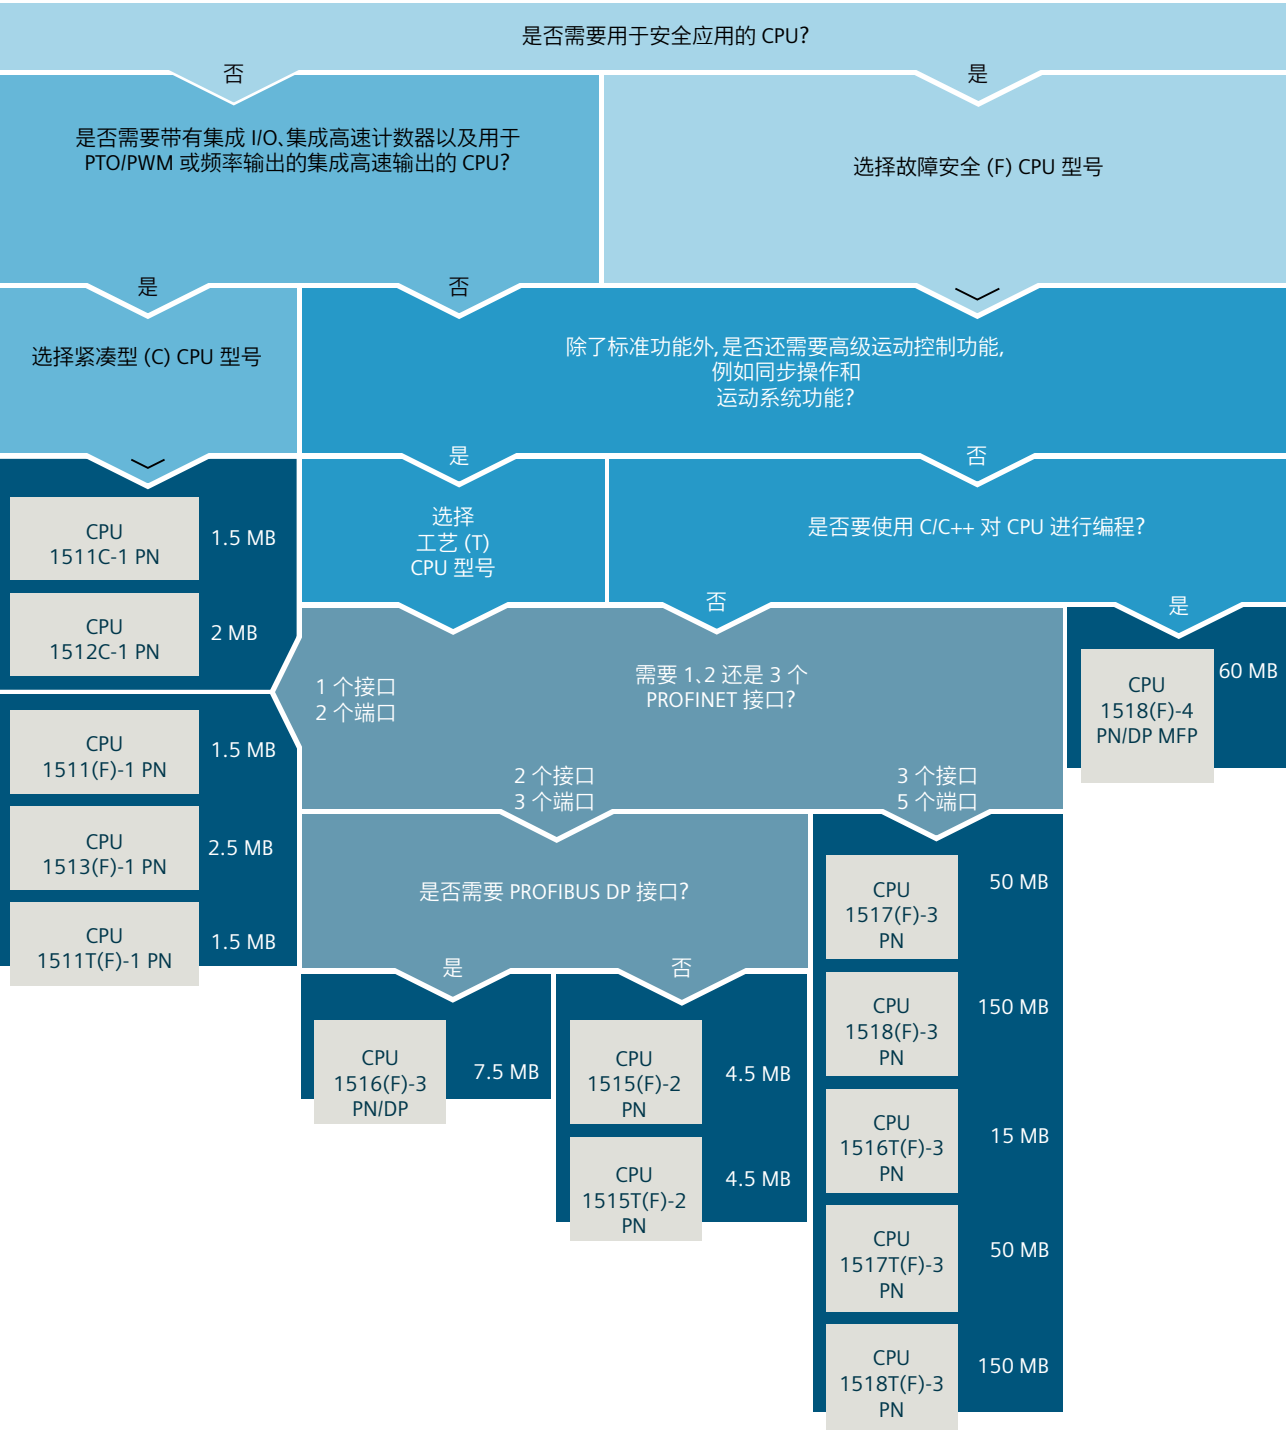 是否需要用于安全应用的 CPU?
否
是
是否需要带有集成 I/O、集成高速计数器以及用于
PTO/PWM 或频率输出的集成高速输出的 CPU?
选择故障安全 (F) CPU 型号
是
否
选择紧凑型 (C) CPU 型号
除了标准功能外, 是否还需要高级运动控制功能,
例如同步操作和
运动系统功能?
是
否
CPU
1511C-1 PN
1.5 MB
CPU
1512C-1 PN
2 MB
选择
工艺 (T)
CPU 型号
是否要使用 C/C++ 对 CPU 进行编程?
否
是
1 个接口
2 个端口
需要 1、2 还是 3 个
PROFINET 接口?
CPU
1518(F)-4
PN/DP MFP
60 MB
CPU
1511(F)-1 PN
1.5 MB
CPU
1513(F)-1 PN
2.5 MB
CPU
1511T(F)-1 PN
1.5 MB
2 个接口
3 个端口
3 个接口
5 个端口
是否需要 PROFIBUS DP 接口?
是
否
CPU
1516(F)-3
PN/DP
7.5 MB
CPU
1515(F)-2
PN
4.5 MB
CPU
1515T(F)-2
PN
4.5 MB
CPU
1517(F)-3
PN
50 MB
CPU
1518(F)-3
PN
150 MB
CPU
1516T(F)-3
PN
15 MB
CPU
1517T(F)-3
PN
50 MB
CPU
1518T(F)-3
PN
150 MB